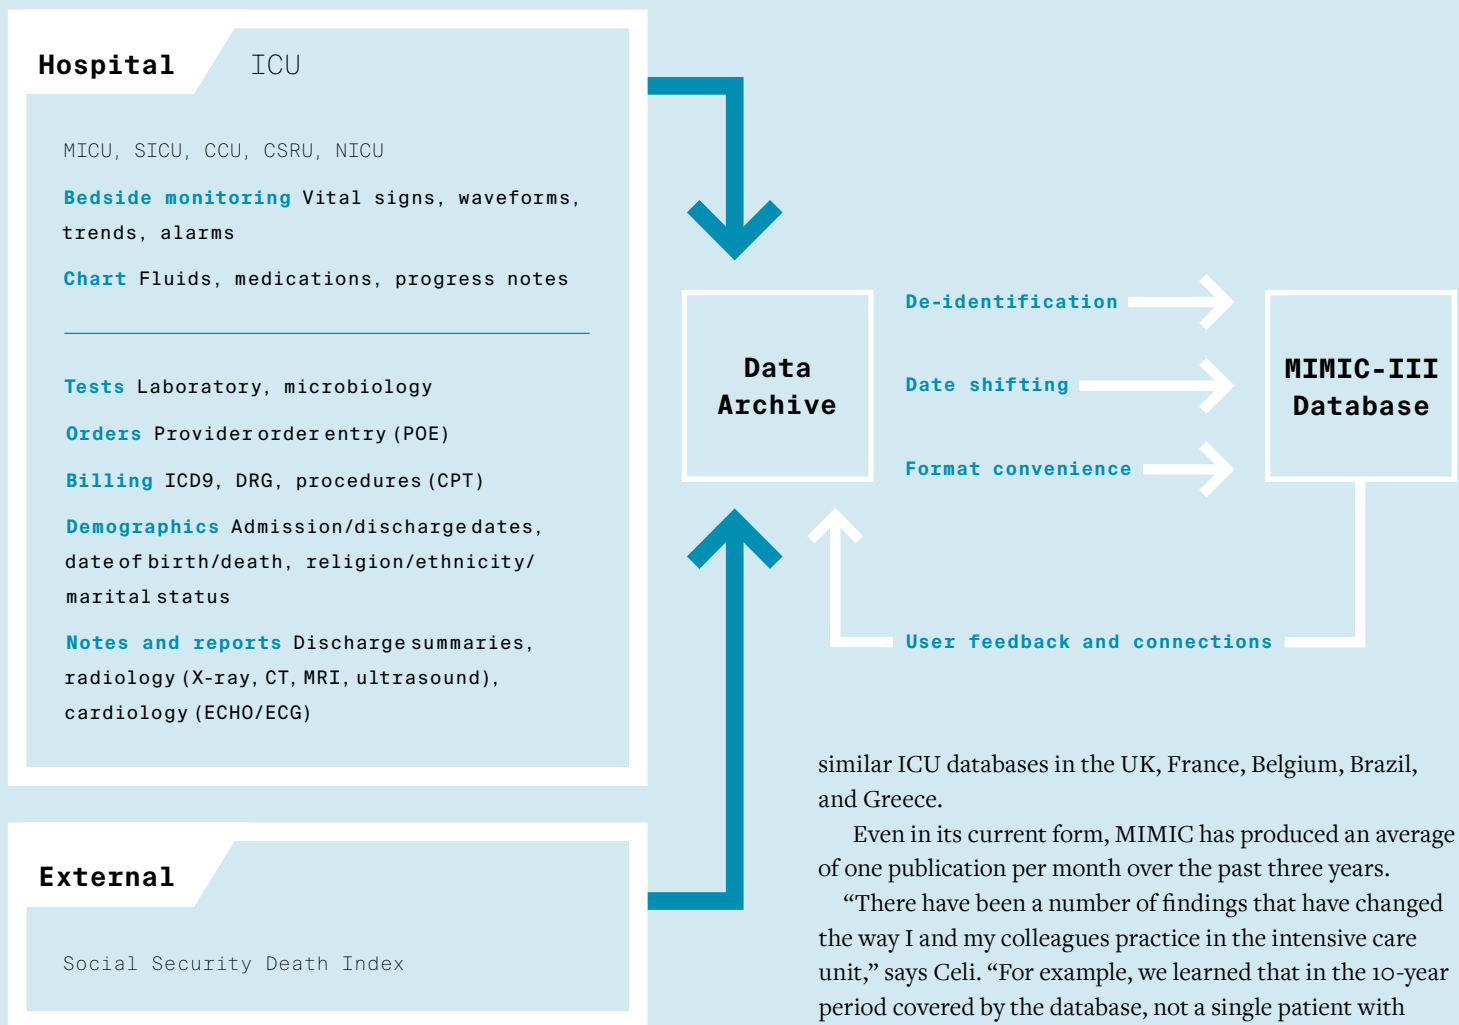 Hospital
ICU
MICU, SICU, CCU, CSRU, NICU
Bedside monitoring Vital signs, waveforms,
trends, alarms
Chart Fluids, medications, progress notes
Tests Laboratory, microbiology
Orders Provider order entry (POE)
Billing ICD9, DRG, procedures (CPT)
Demographics Admission/discharge dates,
date of birth/death, religion/ethnicity/
marital status
Notes and reports Discharge summaries,
radiology (X-ray, CT, MRI, ultrasound),
cardiology (ECHO/ECG)
External
Social Security Death Index
Data
Archive
De-identification
Date shifting
Format convenience
MIMIC-III
Database
User feedback and connections
similar ICU databases in the UK, France, Belgium, Brazil,
and Greece.
Even in its current form, MIMIC has produced an average
of one publication per month over the past three years.
“There have been a number of findings that have changed
the way I and my colleagues practice in the intensive care
unit,” says Celi. “For example, we learned that in the 10-year
period covered by the database, not a single patient with